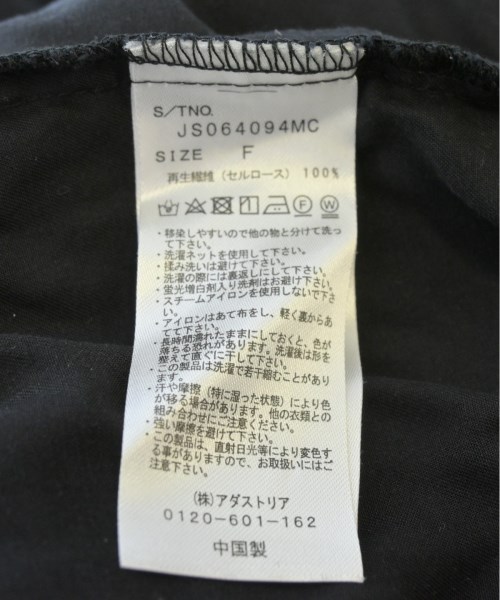 S/TNO.
JS064094MC
SIZE F
再生繊維(セルロース) 100%
・移染しやすいので他の物と分けて洗っ
て下さい。
・洗濯ネットを使用して下さい。
・揉み洗いは避けて下さい。
・洗濯の際には裏返しにして下さい。
・蛍光増白剤入り洗剤はお避け下さい。
・スチームアイロンを使用しないで下さ
い。
・アイロンはあて布をし、軽く裏からあ
てて下さい。
・長時間濡れたままにしておくと、色が
落ちる恐れがあります。洗濯後は形を
整えて直ぐに干して下さい。
・この製品は洗濯で若干縮むことがあり
ます。
・汗や摩擦(特に湿った状態)により色
が移る場合があります。他の衣類との
組み合わせにご注意ください。
・強い摩擦を避けて下さい。
・この製品は、直射日光等により変色す
る事がありますので、お取扱いにはご
注意下さい。
(株)アダストリア
0120-601-162
中国製